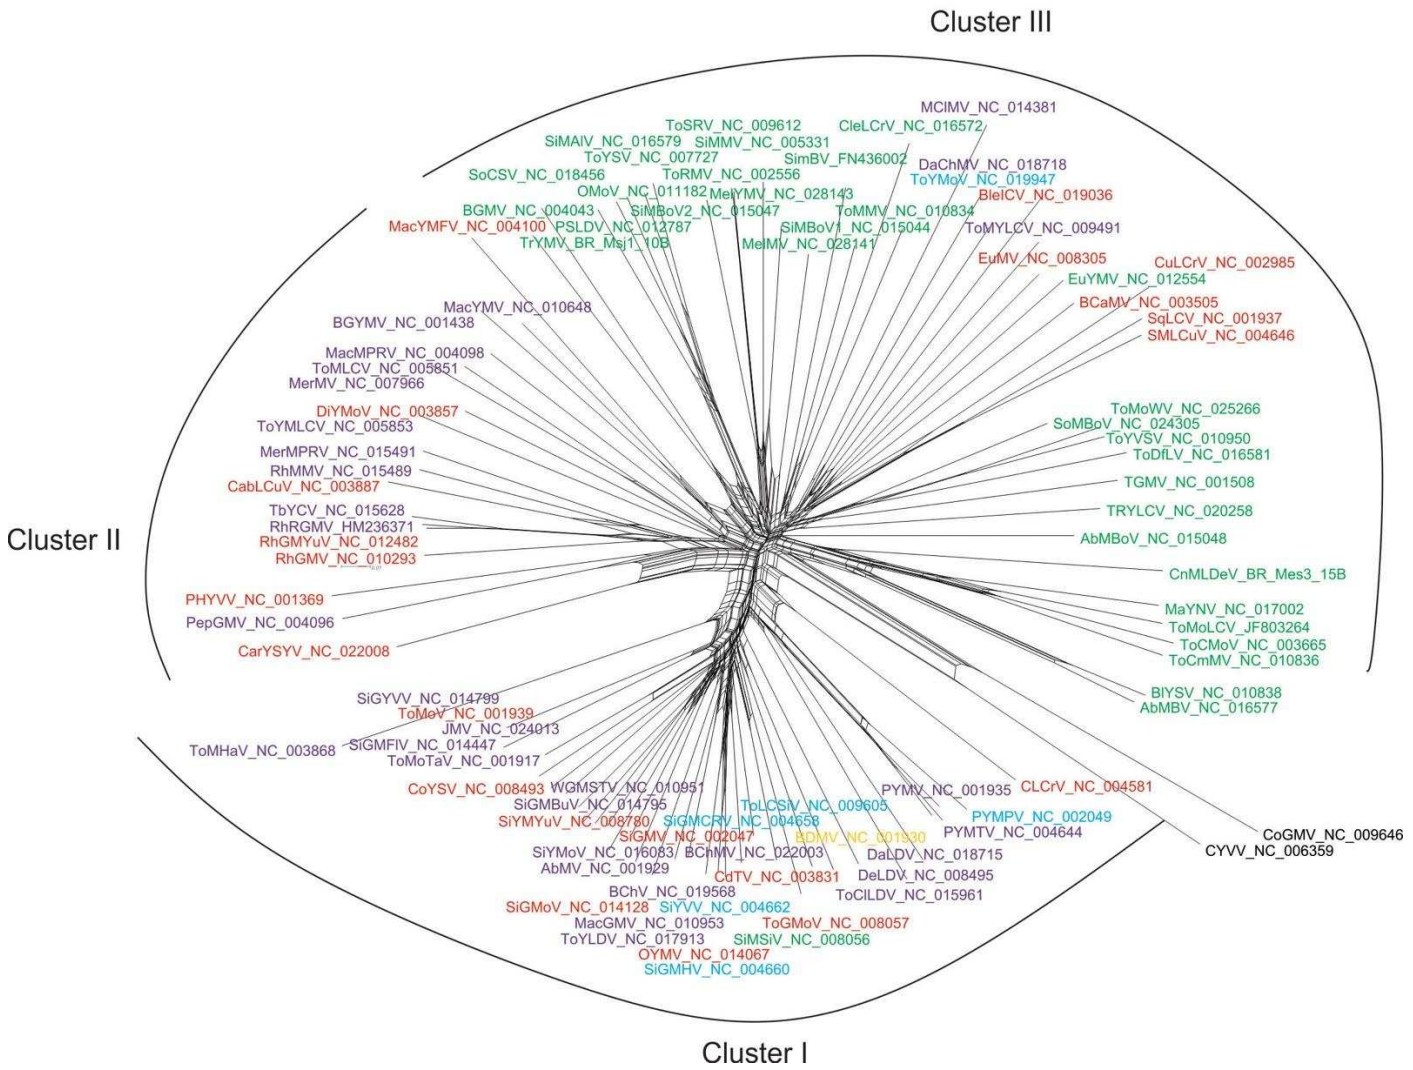 Cluster III
MClMV_NC_014381
ToSRV_NC_009612
CleLCrV_NC_016572
SiMAlV_NC_016579
SiMMV_NC_005331
ToYSV_NC_007727
SimBV_FN436002
DaChMV_NC_018718
SoCSV_NC_018456
ToRMV_NC_002556
ToYMoV_NC_019947
OMoV_NC_011182
MelYMV_NC_028143
BleICV_NC_019036
BGMV_NC_004043
SiMBoV2_NC_015047
ToMMV_NC_010834
MacYMFV_NC_004100
PSLDV_NC_012787
SiMBoV1_NC_015044
ToMYLCV_NC_009491
TrYMV_BR_Msj1_10B
MelMV_NC_028141
EuMV_NC_008305
CuLCrV_NC_002985
EuYMV_NC_012554
MacYMV_NC_010648
BCaMV_NC_003505
BGYMV_NC_001438
SqLCV_NC_001937
SMLCuV_NC_004646
MacMPRV_NC_004098
ToMLCV_NC_005851
MerMV_NC_007966
DiYMoV_NC_003857
ToMoWV_NC_025266
ToYMLCV_NC_005853
SoMBoV_NC_024305
ToYVSV_NC_010950
MerMPRV_NC_015491
ToDfLV_NC_016581
RhMMV_NC_015489
CabLCuV_NC_003887
TGMV_NC_001508
TbYCV_NC_015628
TRYLCV_NC_020258
RhRGMV_HM236371
Cluster II
RhGMYuV_NC_012482
AbMBoV_NC_015048
RhGMV_NC_010293
CnMLDeV_BR_Mes3_15B
PHYVV_NC_001369
MaYNV_NC_017002
PepGMV_NC_004096
ToMoLCV_JF803264
ToCMoV_NC_003665
CarYSYV_NC_022008
ToCmMV_NC_010836
SiGYVV_NC_014799
BlYSV_NC_010838
ToMoV_NC_001939
AbMBV_NC_016577
JMV_NC_024013
ToMHaV_NC_003868
SiGMFlV_NC_014447
ToMoTaV_NC_001917
CoYSV_NC_008493
WGMSTV_NC_010951
PYMV_NC_001935
CLCrV_NC_004581
SiGMBuV_NC_014795
ToLCSiV_NC_009605
SiYMYuV_NC_008780
SiGMCRV_NC_004658
PYMPV_NC_002049
SiGMV_NC_002047
BDMV_NC_001930
PYMTV_NC_004644
CoGMV_NC_009646
SiYMoV_NC_016083
BChMV_NC_022003
DaLDV_NC_018715
CYVV_NC_006359
AbMV_NC_001929
CdTV_NC_003831
DeLDV_NC_008495
BChV_NC_019568
ToClLDV_NC_015961
SiGMoV_NC_014128
SiYVV_NC_004662
MacGMV_NC_010953
ToGMoV_NC_008057
ToYLDV_NC_017913
SiMSiV_NC_008056
OYMV_NC_014067
SiGMHV_NC_004660
Cluster I